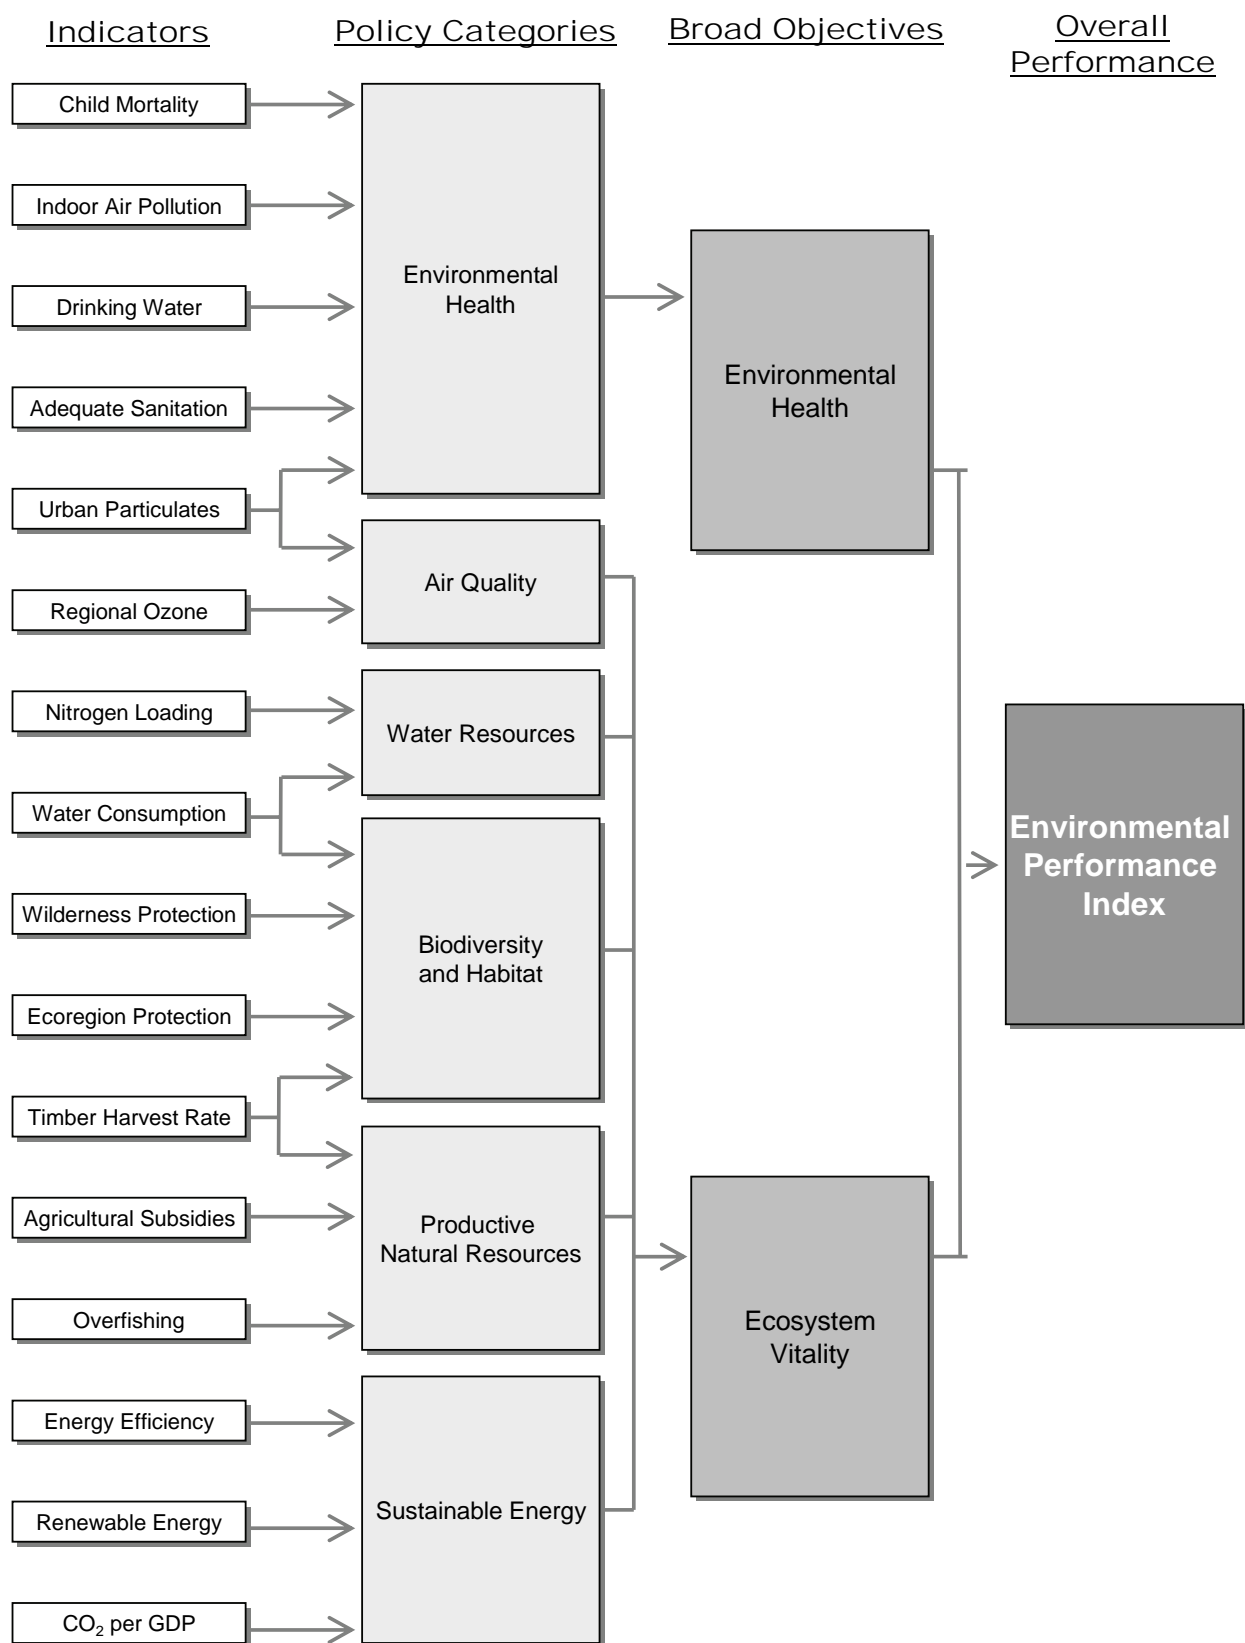 Indicators
Policy Categories
Broad Objectives
Overall
Performance
Child Mortality
Indoor Air Pollution
Drinking Water
Adequate Sanitation
Urban Particulates
Regional Ozone
Nitrogen Loading
Water Consumption
Wilderness Protection
Ecoregion Protection
Timber Harvest Rate
Agricultural Subsidies
Overfishing
Energy Efficiency
Renewable Energy
CO₂ per GDP
Environmental
Health
Air Quality
Water Resources
Biodiversity
and Habitat
Productive
Natural Resources
Sustainable Energy
Environmental
Health
Ecosystem
Vitality
Environmental
Performance
Index